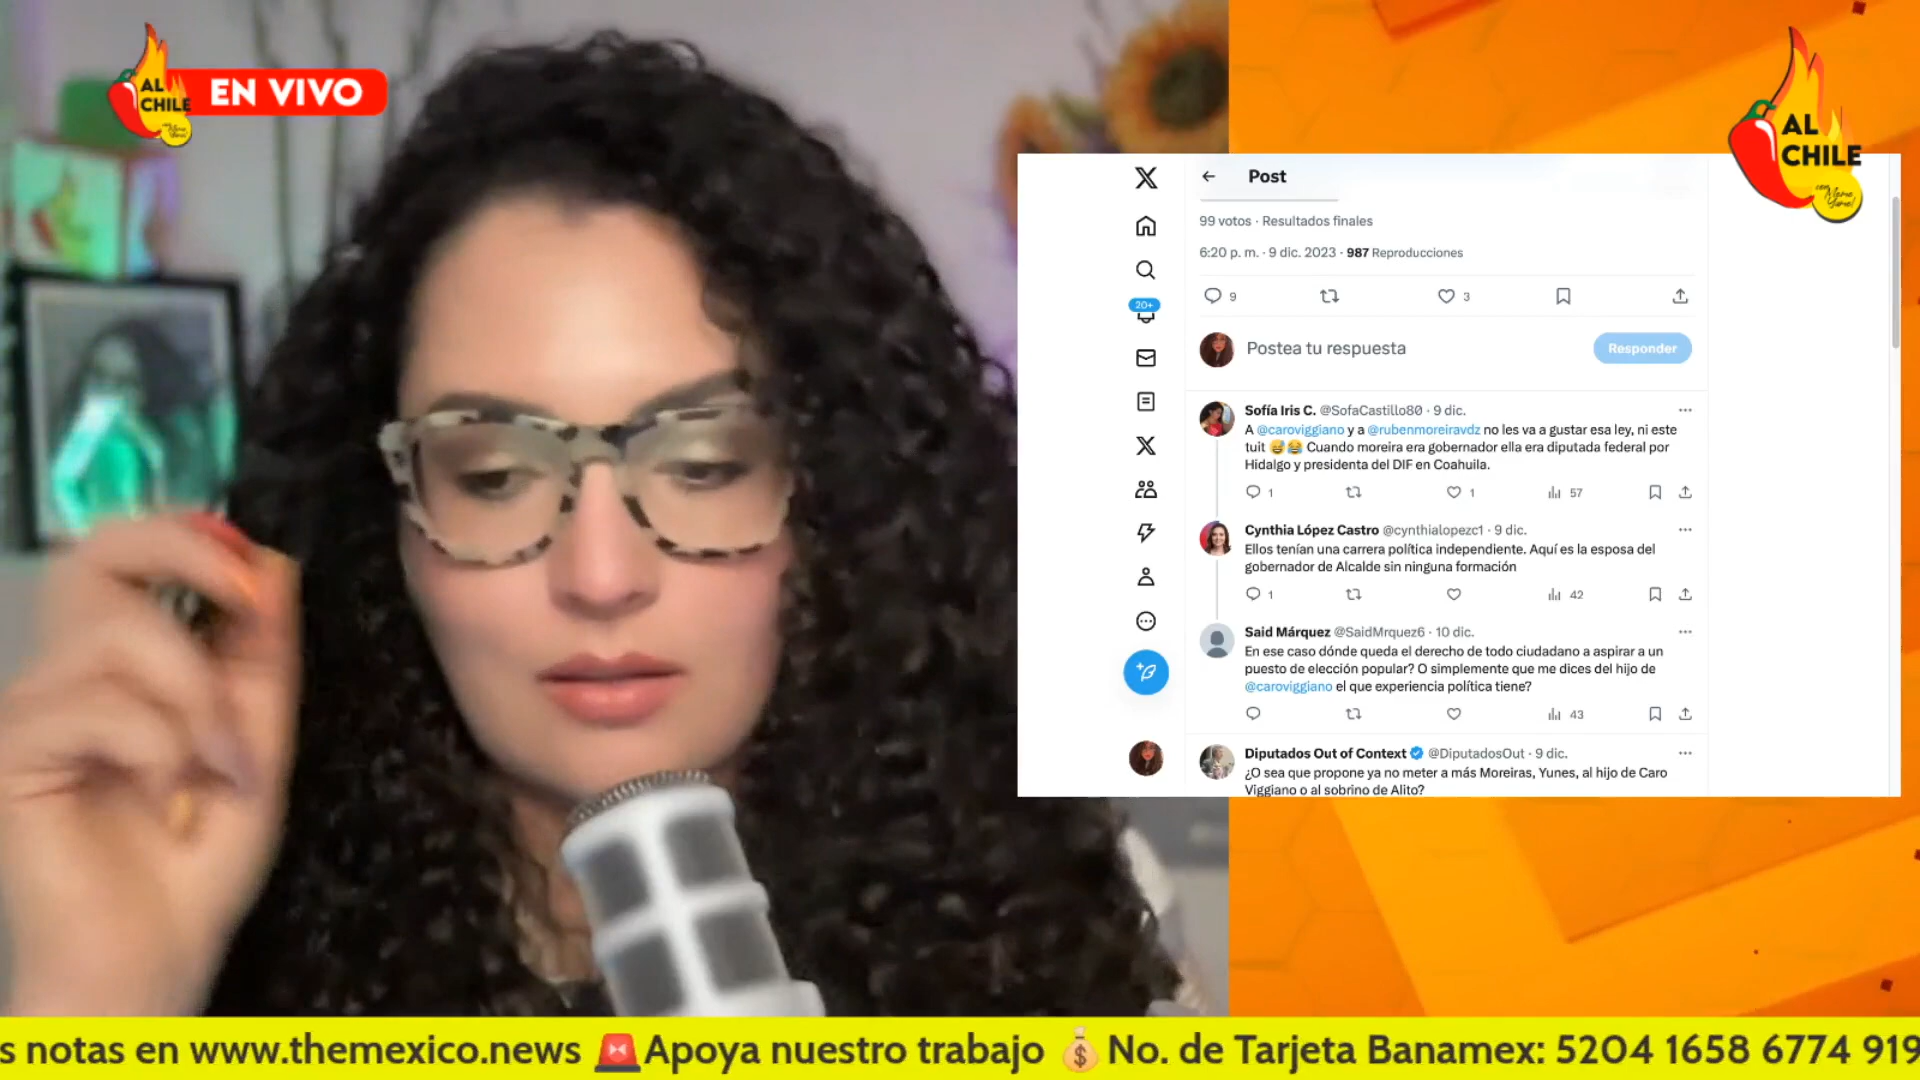 AL
CHILE
EN VIVO
AL
CHILE
con Meme
Yamel
Post
99 votos · Resultados finales
6:20 p. m. · 9 dic. 2023 · 987 Reproducciones
9
3
20+
Postea tu respuesta
Responder
Sofía Iris C. @SofaCastillo80 · 9 dic.
A @caroviggiano y a @rubenmoreiravdz no les va a gustar esa ley, ni este
tuit 😅😂 Cuando moreira era gobernador ella era diputada federal por
Hidalgo y presidenta del DIF en Coahuila.
1
1
57
Cynthia López Castro @cynthialopezc1 · 9 dic.
Ellos tenían una carrera política independiente. Aquí es la esposa del
gobernador de Alcalde sin ninguna formación
1
42
Said Márquez @SaidMrquez6 · 10 dic.
En ese caso dónde queda el derecho de todo ciudadano a aspirar a un
puesto de elección popular? O simplemente que me dices del hijo de
@caroviggiano el que experiencia política tiene?
43
Diputados Out of Context @DiputadosOut · 9 dic.
¿O sea que propone ya no meter a más Moreiras, Yunes, al hijo de Caro
Viggiano o al sobrino de Alito?
s notas en www.themexico.news 🚨Apoya nuestro trabajo 💰No. de Tarjeta Banamex: 5204 1658 6774 919